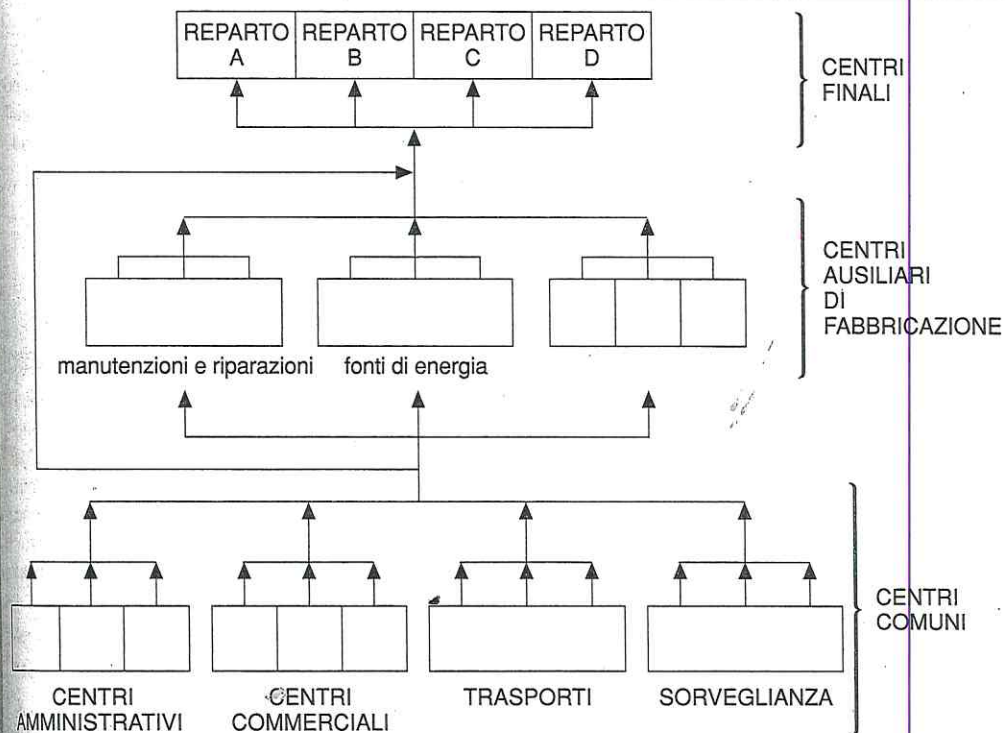 REPARTO A
REPARTO B
REPARTO C
REPARTO D
CENTRI
FINALI
CENTRI
AUSILIARI
DI
FABBRICAZIONE
manutenzioni e riparazioni
fonti di energia
CENTRI
COMUNI
CENTRI
AMMINISTRATIVI
CENTRI
COMMERCIALI
TRASPORTI
SORVEGLIANZA